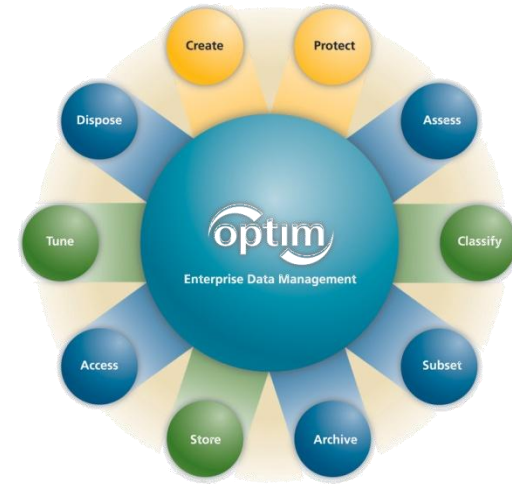 Create
Protect
Dispose
Assess
optim
Tune
Classify
Enterprise Data Management
Access
Subset
Store
Archive